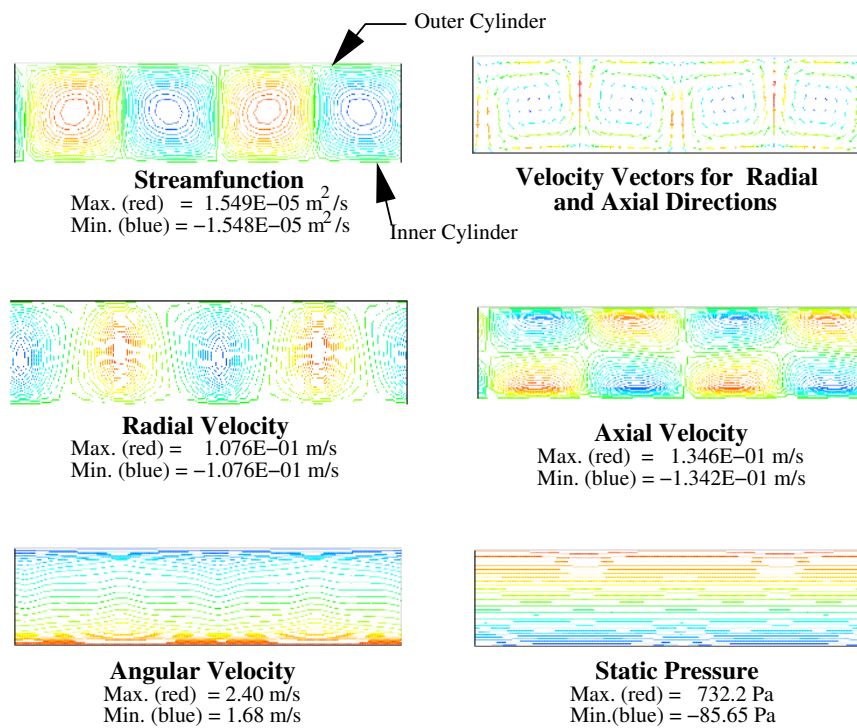 Outer Cylinder
Streamfunction
Max. (red) = 1.549E−05 m²/s
Min. (blue) = −1.548E−05 m²/s
Inner Cylinder
Velocity Vectors for Radial
and Axial Directions
Radial Velocity
Max. (red) = 1.076E−01 m/s
Min. (blue) = −1.076E−01 m/s
Axial Velocity
Max. (red) = 1.346E−01 m/s
Min. (blue) = −1.342E−01 m/s
Angular Velocity
Max. (red) = 2.40 m/s
Min. (blue) = 1.68 m/s
Static Pressure
Max. (red) = 732.2 Pa
Min.(blue) = −85.65 Pa